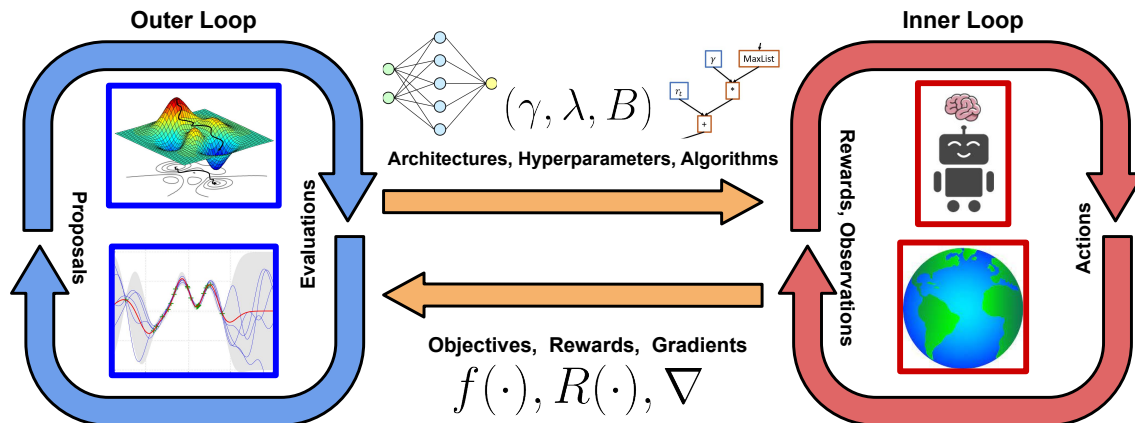 Outer Loop
Inner Loop
γ
MaxList
r_t
*
+
(γ, λ, B)
Architectures, Hyperparameters, Algorithms
Proposals
Evaluations
Rewards, Observations
Actions
Objectives, Rewards, Gradients
f(·), R(·), ∇